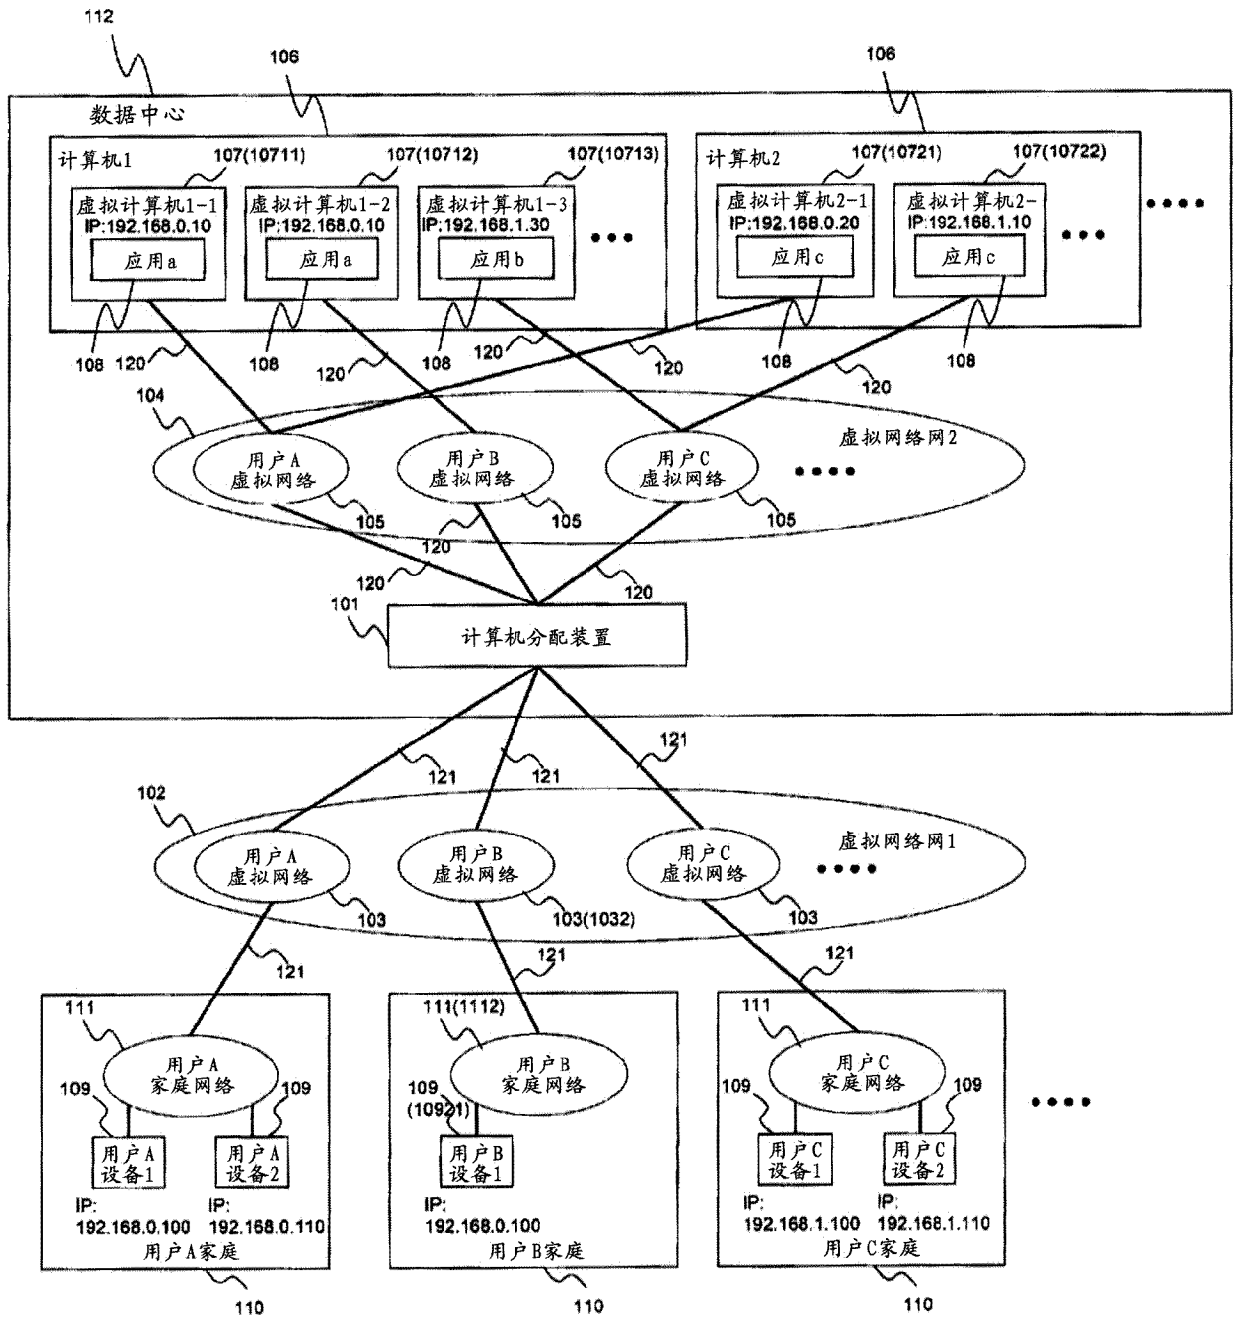 112
106
106
数据中心
计算机1
107(10711)
107(10712)
107(10713)
计算机2
107(10721)
107(10722)
虚拟计算机1-1
IP:192.168.0.10
应用a
虚拟计算机1-2
IP:192.168.0.10
应用a
虚拟计算机1-3
IP:192.168.1.30
应用b
虚拟计算机2-1
IP:192.168.0.20
应用c
虚拟计算机2-
IP:192.168.1.10
应用c
108
120
108
120
108
120
120
108
120
108
104
虚拟网络网2
用户A
虚拟网络
用户B
虚拟网络
用户C
虚拟网络
105
105
105
120
120
120
101
计算机分配装置
121
121
121
102
虚拟网络网1
用户A
虚拟网络
用户B
虚拟网络
用户C
虚拟网络
103
103(1032)
103
121
121
121
111
用户A
家庭网络
109
109
用户A
设备1
用户A
设备2
IP:
192.168.0.100
IP:
192.168.0.110
用户A家庭
110
111(1112)
用户B
家庭网络
109
(10921)
用户B
设备1
IP:
192.168.0.100
用户B家庭
110
111
用户C
家庭网络
109
109
用户C
设备1
用户C
设备2
IP:
192.168.1.100
IP:
192.168.1.110
用户C家庭
110